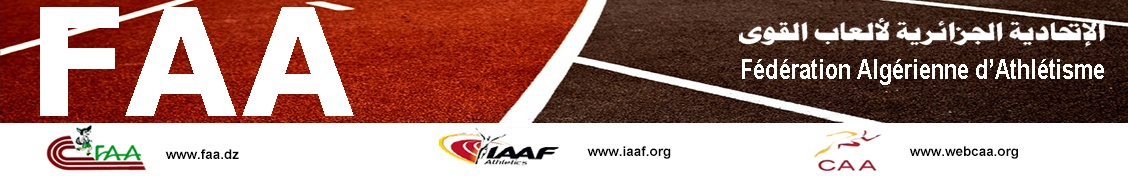 FAA
الإتحادية الجزائرية لألعاب القوى
Fédération Algérienne d'Athlétisme
FAA
www.faa.dz
IAAF
Athletics
www.iaaf.org
CAA
www.webcaa.org